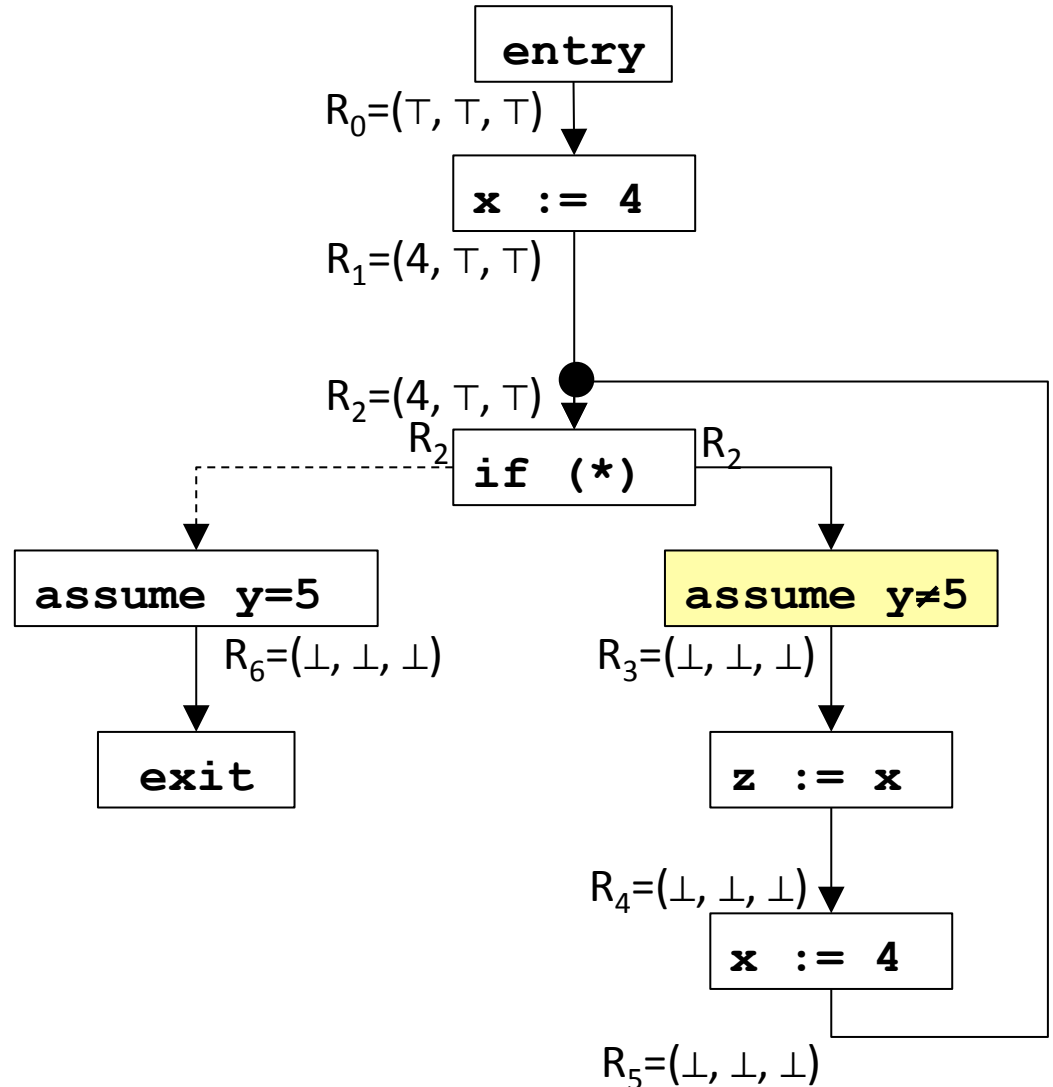 entry
R₀=(⊤, ⊤, ⊤)
x := 4
R₁=(4, ⊤, ⊤)
R₂=(4, ⊤, ⊤)
R₂
if (*)
R₂
assume y=5
assume y≠5
R₆=(⊥, ⊥, ⊥)
R₃=(⊥, ⊥, ⊥)
exit
z := x
R₄=(⊥, ⊥, ⊥)
x := 4
R₅=(⊥, ⊥, ⊥)